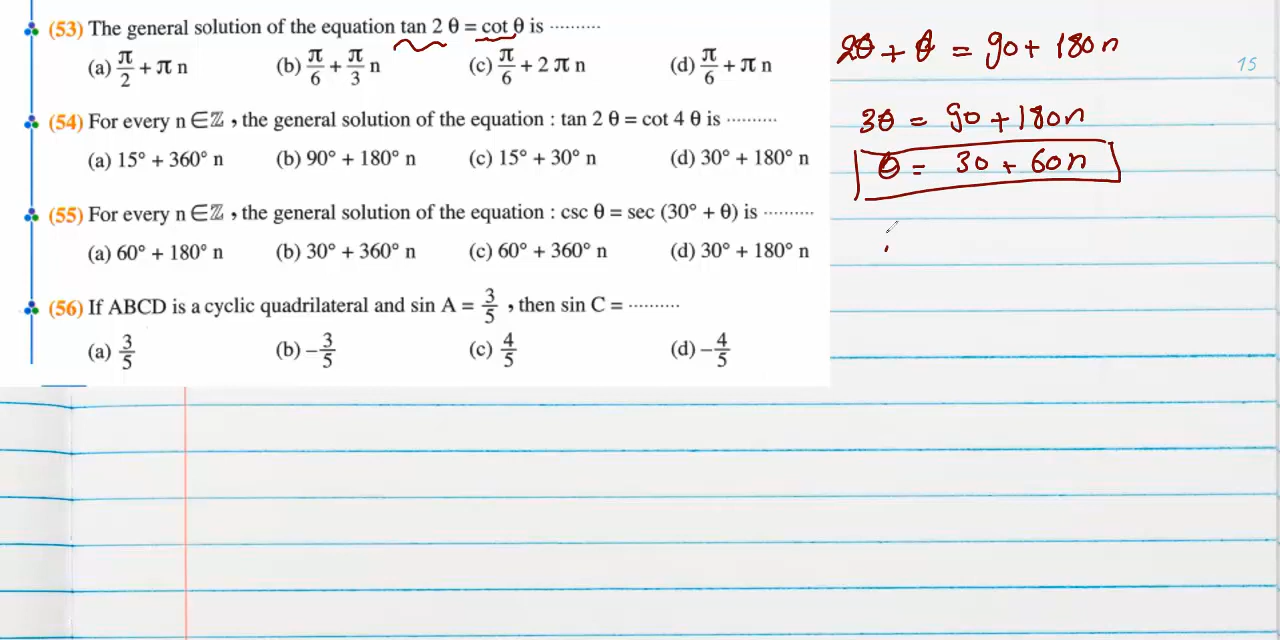 (53) The general solution of the equation tan 2 θ = cot θ is ..........
(a) π/2 + π n (b) π/6 + π/3 n (c) π/6 + 2 π n (d) π/6 + π n
(54) For every n ∈ ℤ , the general solution of the equation : tan 2 θ = cot 4 θ is ..........
(a) 15° + 360° n (b) 90° + 180° n (c) 15° + 30° n (d) 30° + 180° n
(55) For every n ∈ ℤ , the general solution of the equation : csc θ = sec (30° + θ) is ..........
(a) 60° + 180° n (b) 30° + 360° n (c) 60° + 360° n (d) 30° + 180° n
(56) If ABCD is a cyclic quadrilateral and sin A = 3/5 , then sin C = ..........
(a) 3/5 (b) −3/5 (c) 4/5 (d) −4/5
2θ + θ = 90 + 180n
3θ = 90 + 180n
θ = 30 + 60n
15